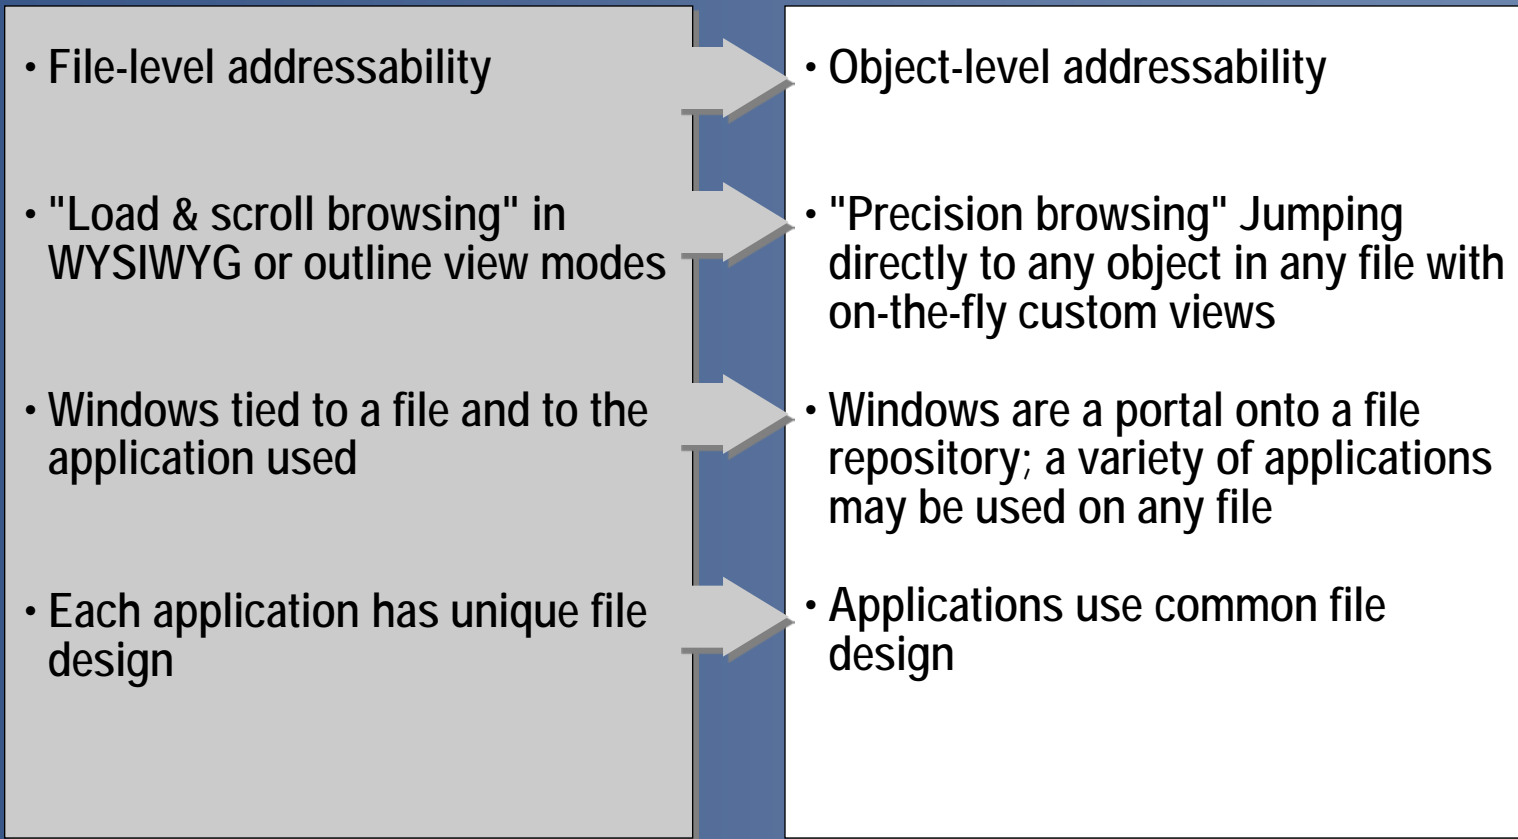 • File-level addressability
• "Load & scroll browsing" in
WYSIWYG or outline view modes
• Windows tied to a file and to the
application used
• Each application has unique file
design
• Object-level addressability
• "Precision browsing" Jumping
directly to any object in any file with
on-the-fly custom views
• Windows are a portal onto a file
repository; a variety of applications
may be used on any file
• Applications use common file
design